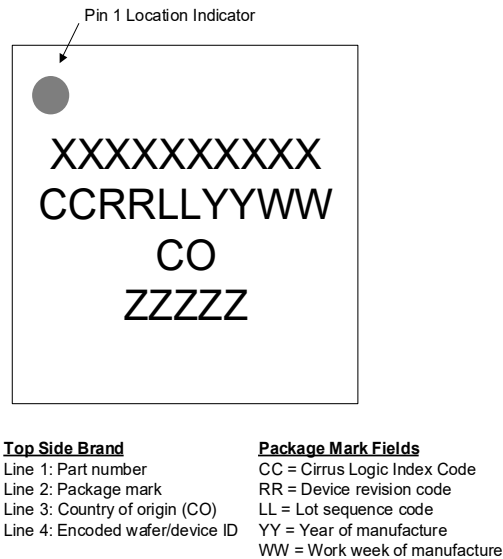 Pin 1 Location Indicator
XXXXXXXXXX
CCRRLLYYWW
CO
ZZZZZ
Top Side Brand
Line 1: Part number
Line 2: Package mark
Line 3: Country of origin (CO)
Line 4: Encoded wafer/device ID
Package Mark Fields
CC = Cirrus Logic Index Code
RR = Device revision code
LL = Lot sequence code
YY = Year of manufacture
WW = Work week of manufacture